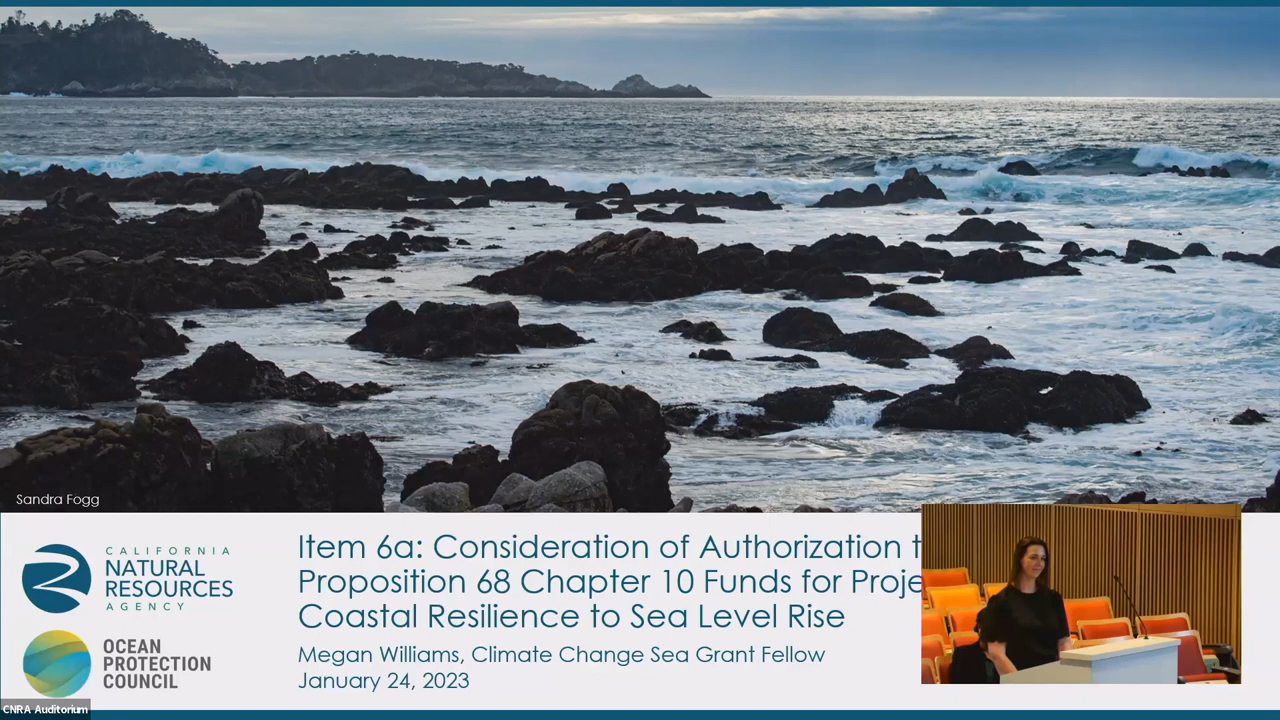 Sandra Fogg
CALIFORNIA
NATURAL
RESOURCES
AGENCY
OCEAN
PROTECTION
COUNCIL
Item 6a: Consideration of Authorization t
Proposition 68 Chapter 10 Funds for Proje
Coastal Resilience to Sea Level Rise
Megan Williams, Climate Change Sea Grant Fellow
January 24, 2023
CNRA Auditorium